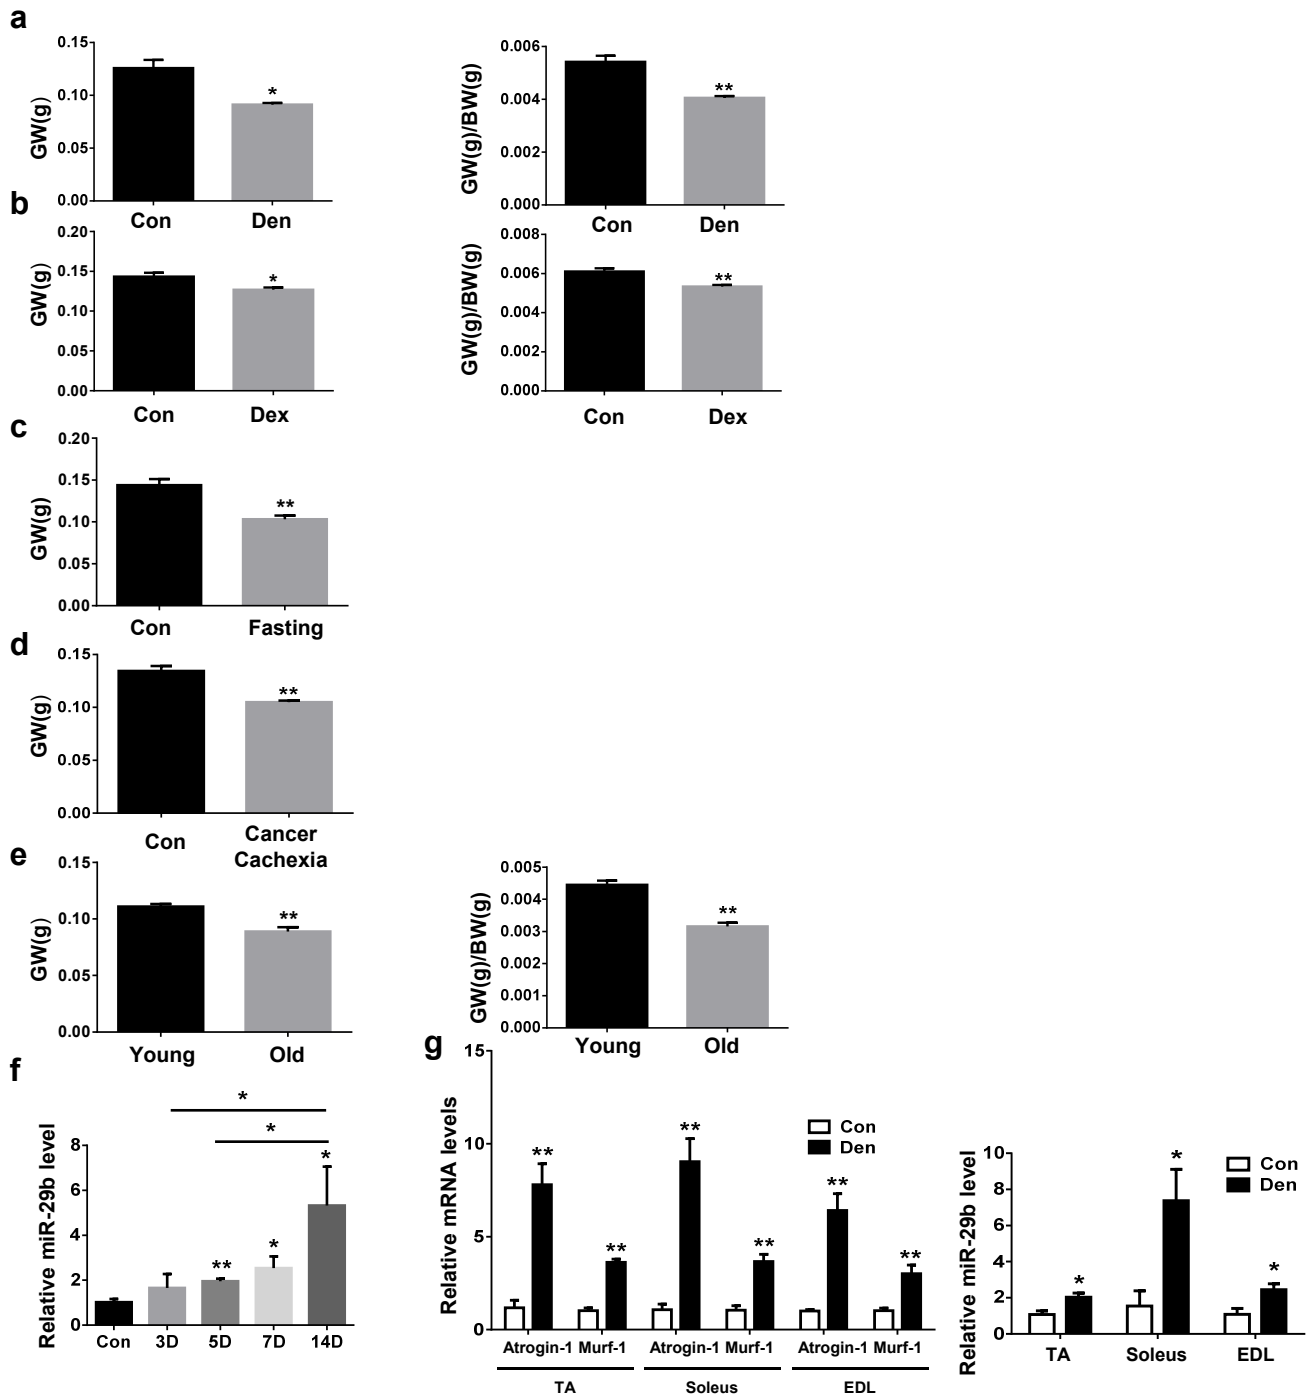 a
0.15
0.10
0.05
0.00
GW(g)
*
Con
Den
0.006
0.004
0.002
0.000
GW(g)/BW(g)
**
Con
Den
b
0.20
0.15
0.10
0.05
0.00
GW(g)
*
Con
Dex
0.008
0.006
0.004
0.002
0.000
GW(g)/BW(g)
**
Con
Dex
c
0.20
0.15
0.10
0.05
0.00
GW(g)
**
Con
Fasting
d
0.15
0.10
0.05
0.00
GW(g)
**
Con
Cancer
Cachexia
e
0.15
0.10
0.05
0.00
GW(g)
**
Young
Old
0.005
0.004
0.003
0.002
0.001
0.000
GW(g)/BW(g)
**
Young
Old
f
8
6
4
2
0
Relative miR-29b level
*
*
** * *
Con 3D 5D 7D 14D
g
15
10
5
0
Relative mRNA levels
** ** ** ** ** **
Con
Den
Atrogin-1 Murf-1 Atrogin-1 Murf-1 Atrogin-1 Murf-1
TA Soleus EDL
10
8
6
4
2
0
Relative miR-29b level
* * *
Con
Den
TA Soleus EDL